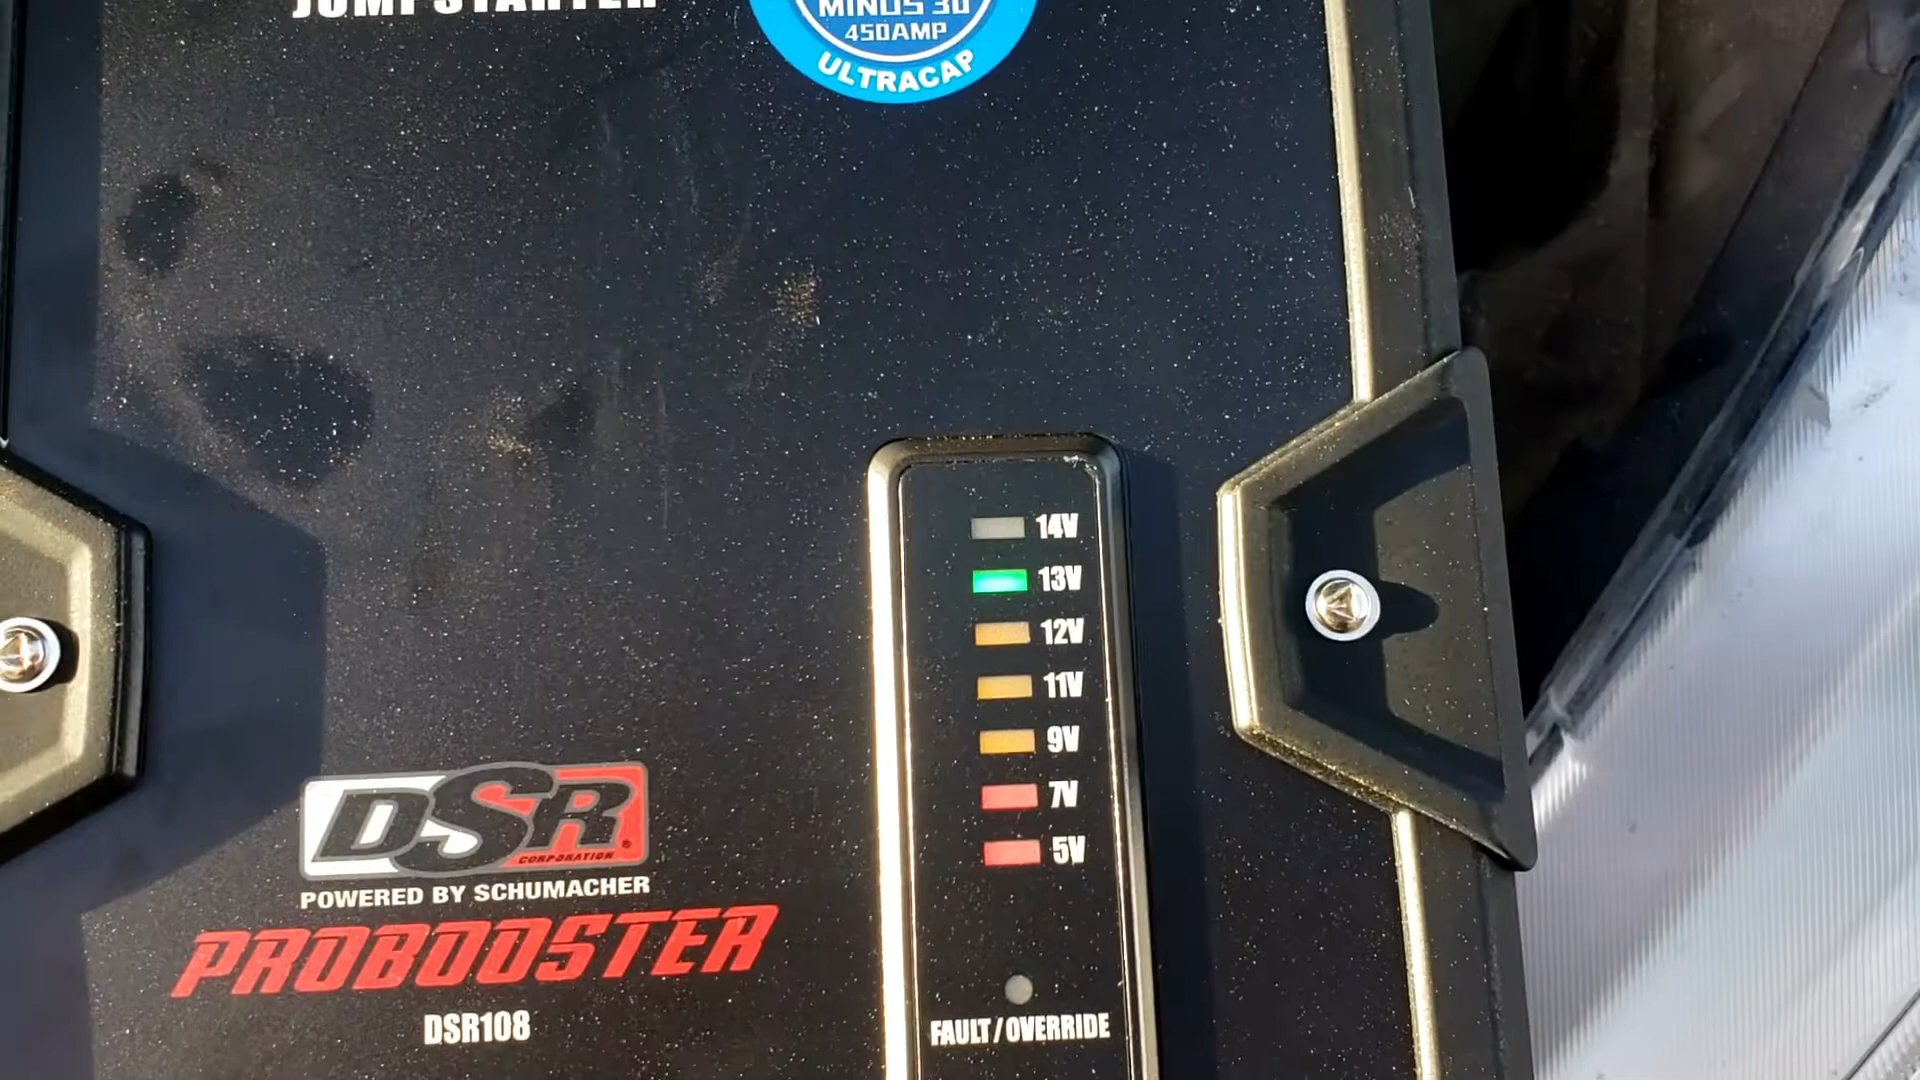 JUMPSTARTER
MINUS 30
450AMP
ULTRACAP
14V
13V
12V
11V
9V
7V
5V
DSR
CORPORATION
POWERED BY SCHUMACHER
PROBOOSTER
DSR108
FAULT/OVERRIDE